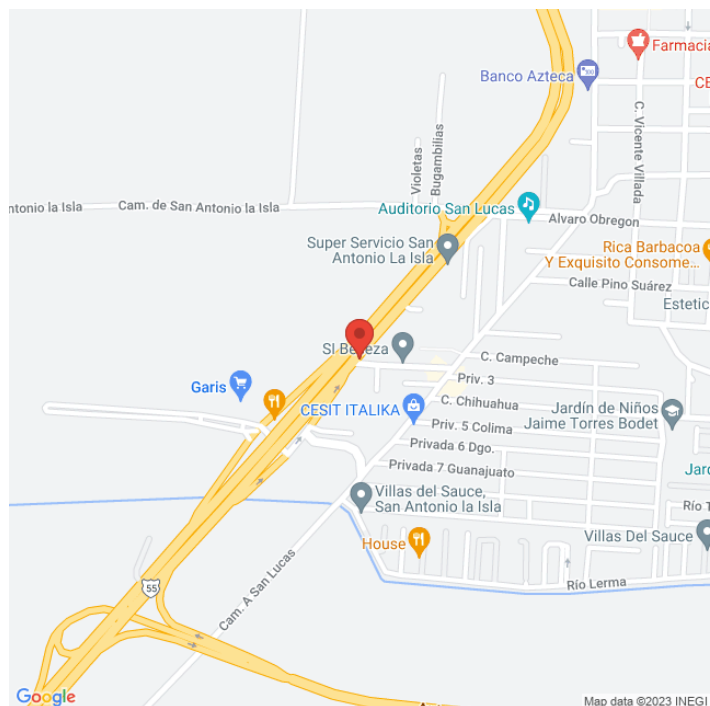 Farmacia
Banco Azteca
CE
C. Vicente Villada
Violetas
Bugambilias
ntonio la Isla
Cam. de San Antonio la Isla
Auditorio San Lucas
Alvaro Obregon
Super Servicio San
Antonio La Isla
Rica Barbacoa
Y Exquisito Consome...
Calle Pino Suárez
Estetic
SI Belleza
C. Campeche
Priv. 3
Garis
C. Chihuahua
CESIT ITALIKA
Jardín de Niños
Jaime Torres Bodet
Priv. 5 Colima
Privada 6 Dgo.
Privada 7 Guanajuato
Jard
Villas del Sauce,
San Antonio la Isla
Río T
Villas Del Sauce
House
Río Lerma
55
Cam. A San Lucas
Google
Map data ©2023 INEGI